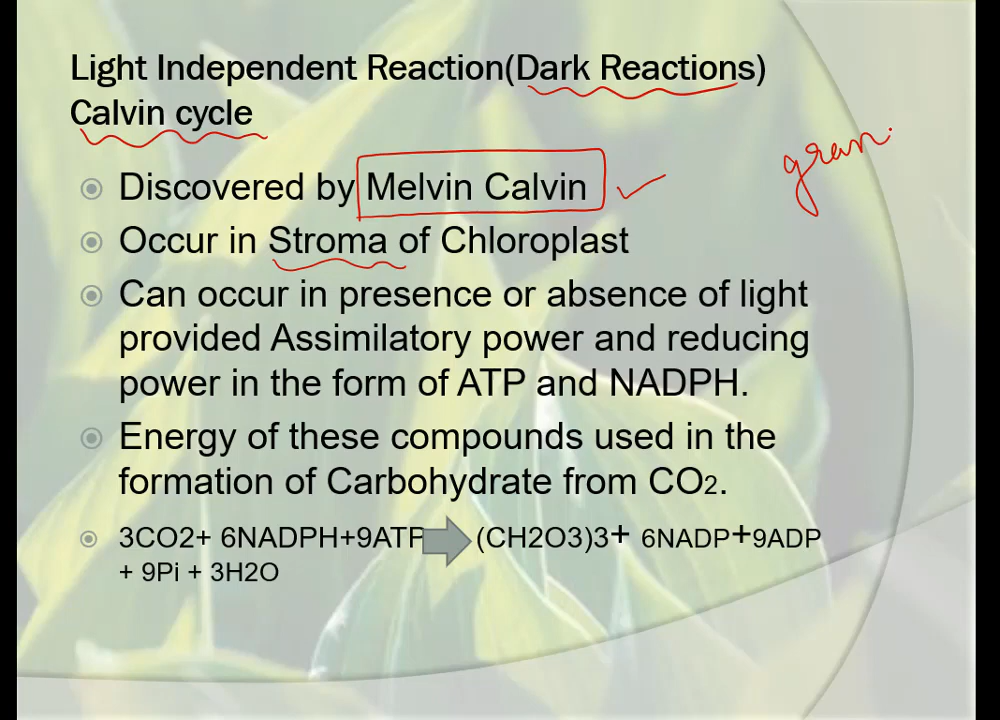 Light Independent Reaction(Dark Reactions)
Calvin cycle
gran.
Discovered by Melvin Calvin
Occur in Stroma of Chloroplast
Can occur in presence or absence of light
provided Assimilatory power and reducing
power in the form of ATP and NADPH.
Energy of these compounds used in the
formation of Carbohydrate from CO2.
3CO2+ 6NADPH+9ATP (CH2O3)3+ 6NADP+9ADP
+ 9Pi + 3H2O